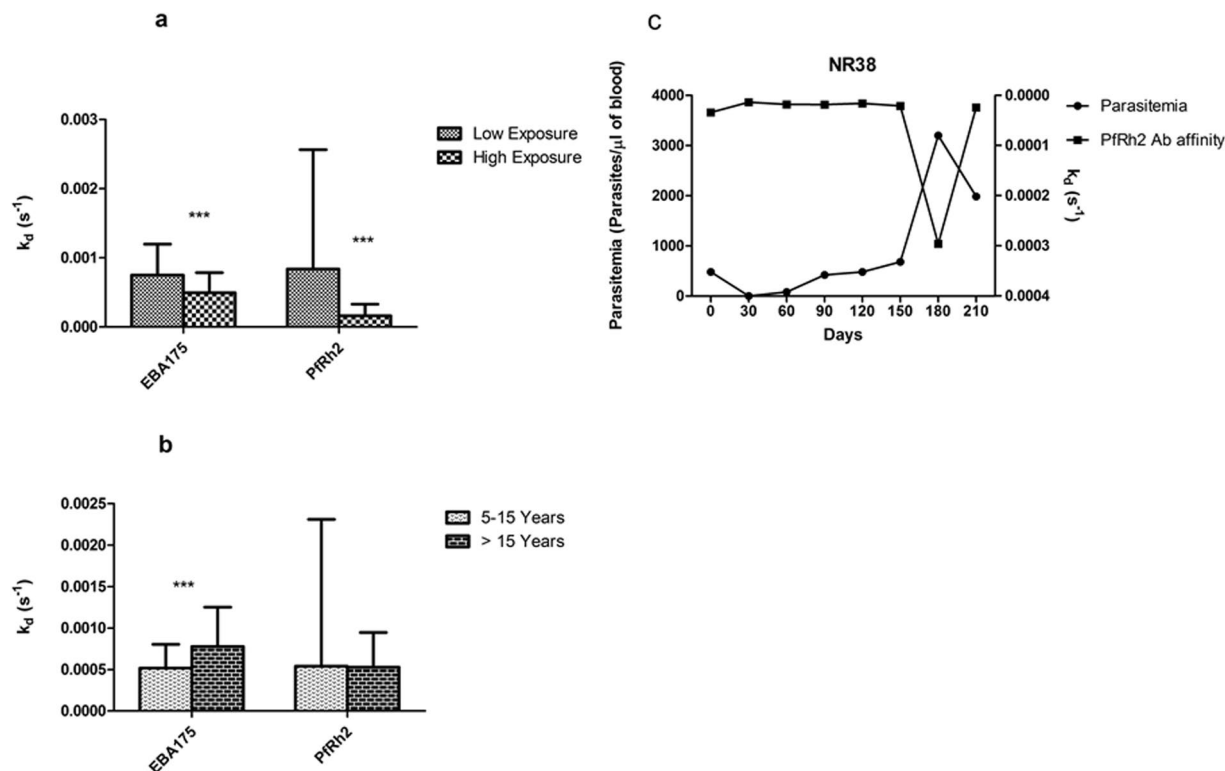 a
0.003
0.002
0.001
0.000
k_d (s⁻¹)
***
***
EBA175
PfRh2
Low Exposure
High Exposure
b
0.0025
0.0020
0.0015
0.0010
0.0005
0.0000
k_d (s⁻¹)
***
EBA175
PfRh2
5-15 Years
> 15 Years
c
NR38
Parasitemia (Parasites/µl of blood)
4000
3000
2000
1000
0
0 30 60 90 120 150 180 210
Days
0.0000
0.0001
0.0002
0.0003
0.0004
k_d (s⁻¹)
Parasitemia
PfRh2 Ab affinity